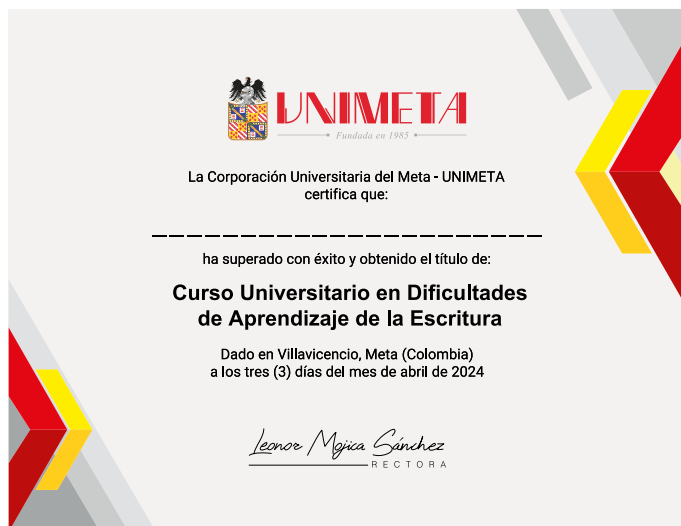 UNIMETA
Fundada en 1985
La Corporación Universitaria del Meta - UNIMETA
certifica que:
ha superado con éxito y obtenido el título de:
Curso Universitario en Dificultades
de Aprendizaje de la Escritura
Dado en Villavicencio, Meta (Colombia)
a los tres (3) días del mes de abril de 2024
Leonor Mojica Sánchez
RECTORA